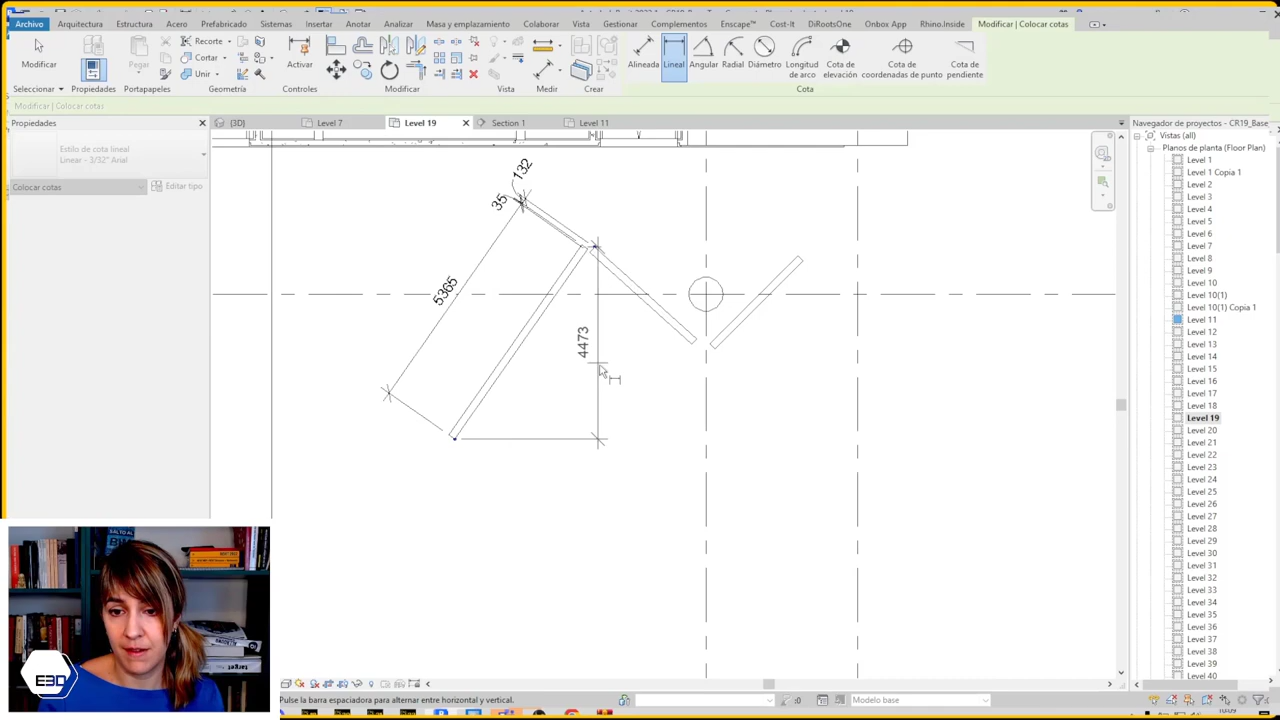 Archivo Arquitectura Estructura Acero Prefabricado Sistemas Insertar Anotar Analizar Masa y emplazamiento Colaborar Vista Gestionar Complementos Enscape™ Cost-It DiRootsOne Onbox App Rhino.Inside Modificar | Colocar cotas
Modificar
Pegar
Recorte
Cortar
Unir
Activar
Alineada Lineal Angular Radial Diámetro Longitud de arco Cota de elevación Cota de coordenadas de punto Cota de pendiente
Seleccionar Propiedades Portapapeles Geometría Controles Modificar Vista Medir Crear Cota
Modificar | Colocar cotas
Propiedades
{3D} Level 7 Level 19 Section 1 Level 11
Navegador de proyectos - CR19_Base
Estilo de cota lineal
Linear - 3/32" Arial
Colocar cotas Editar tipo
132
35
5365
4473
Vistas (all)
Planos de planta (Floor Plan)
Level 1
Level 1 Copia 1
Level 2
Level 3
Level 4
Level 5
Level 6
Level 7
Level 8
Level 9
Level 10
Level 10(1)
Level 10(1) Copia 1
Level 11
Level 12
Level 13
Level 14
Level 15
Level 16
Level 17
Level 18
Level 19
Level 20
Level 21
Level 22
Level 23
Level 24
Level 25
Level 26
Level 27
Level 28
Level 29
Level 30
Level 31
Level 32
Level 33
Level 34
Level 35
Level 36
Level 37
Level 38
Level 39
Level 40
target
E3D
Pulse la barra espaciadora para alternar entre horizontal y vertical.
:0
Modelo base